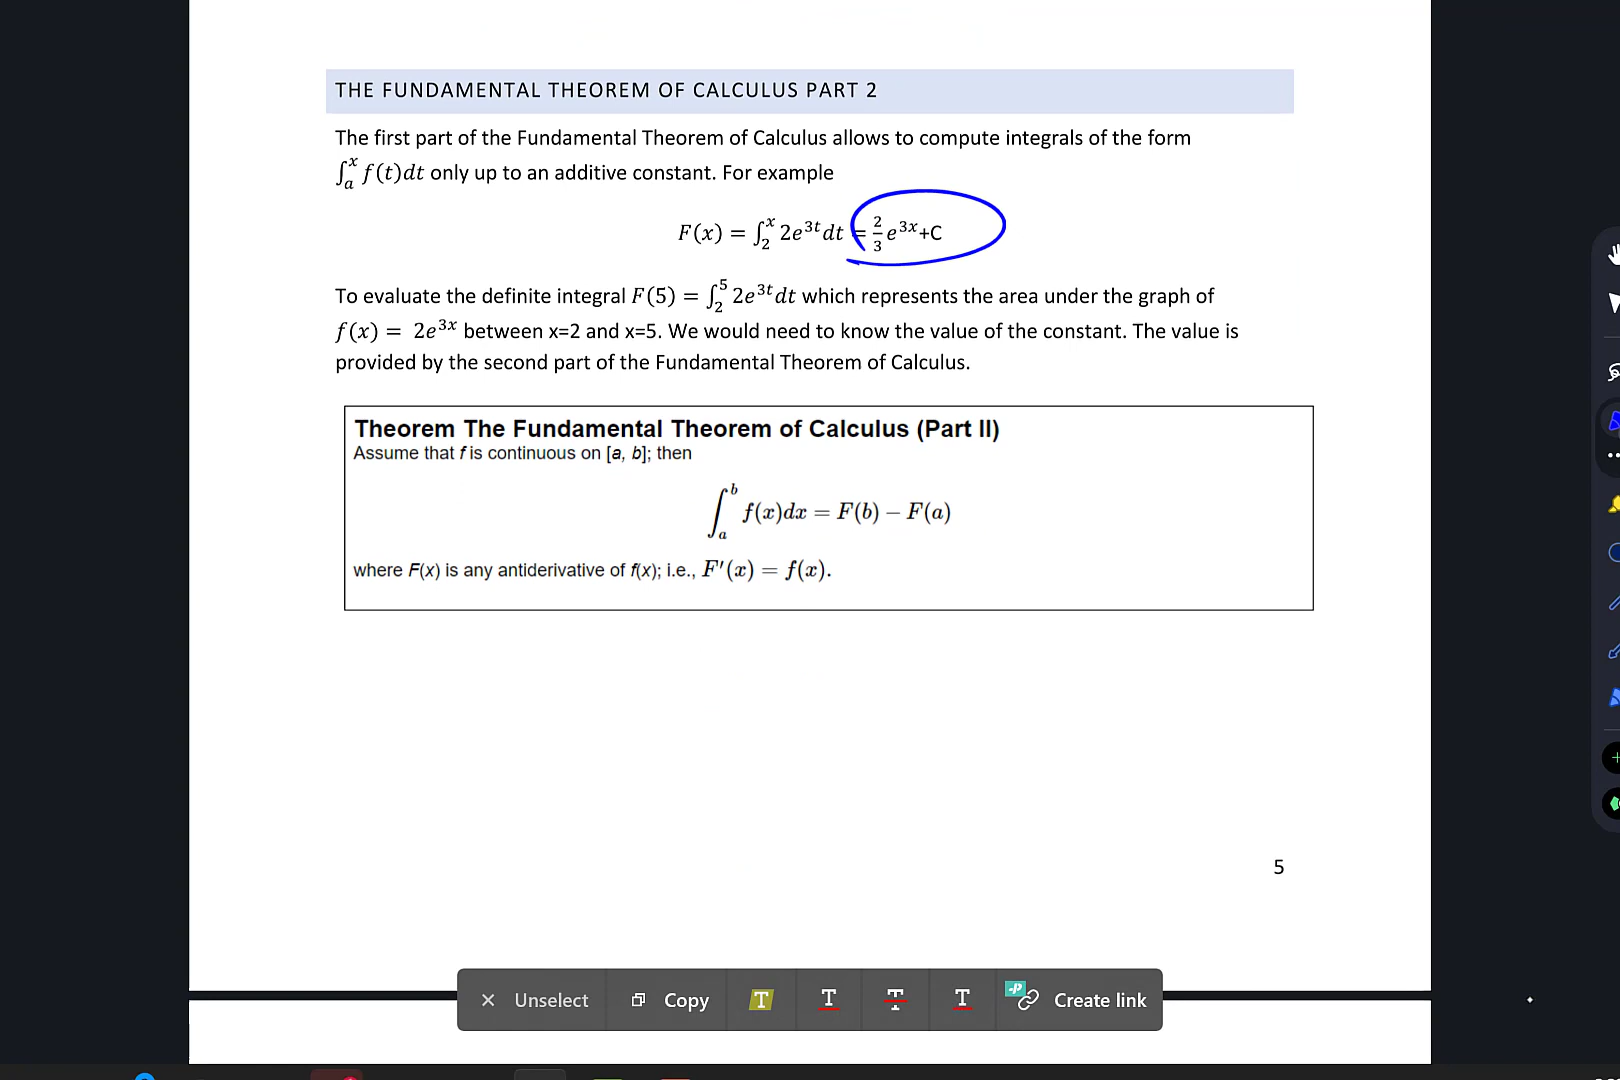 THE FUNDAMENTAL THEOREM OF CALCULUS PART 2
The first part of the Fundamental Theorem of Calculus allows to compute integrals of the form
∫ₐˣ f(t)dt only up to an additive constant. For example
F(x) = ∫₂ˣ 2e³ᵗdt = 2/3 e³ˣ+C
To evaluate the definite integral F(5) = ∫₂⁵ 2e³ᵗdt which represents the area under the graph of
f(x) = 2e³ˣ between x=2 and x=5. We would need to know the value of the constant. The value is
provided by the second part of the Fundamental Theorem of Calculus.
Theorem The Fundamental Theorem of Calculus (Part II)
Assume that f is continuous on [a, b]; then
∫ₐᵇ f(x)dx = F(b) − F(a)
where F(x) is any antiderivative of f(x); i.e., F′(x) = f(x).
5
× Unselect Copy T T T T Create link